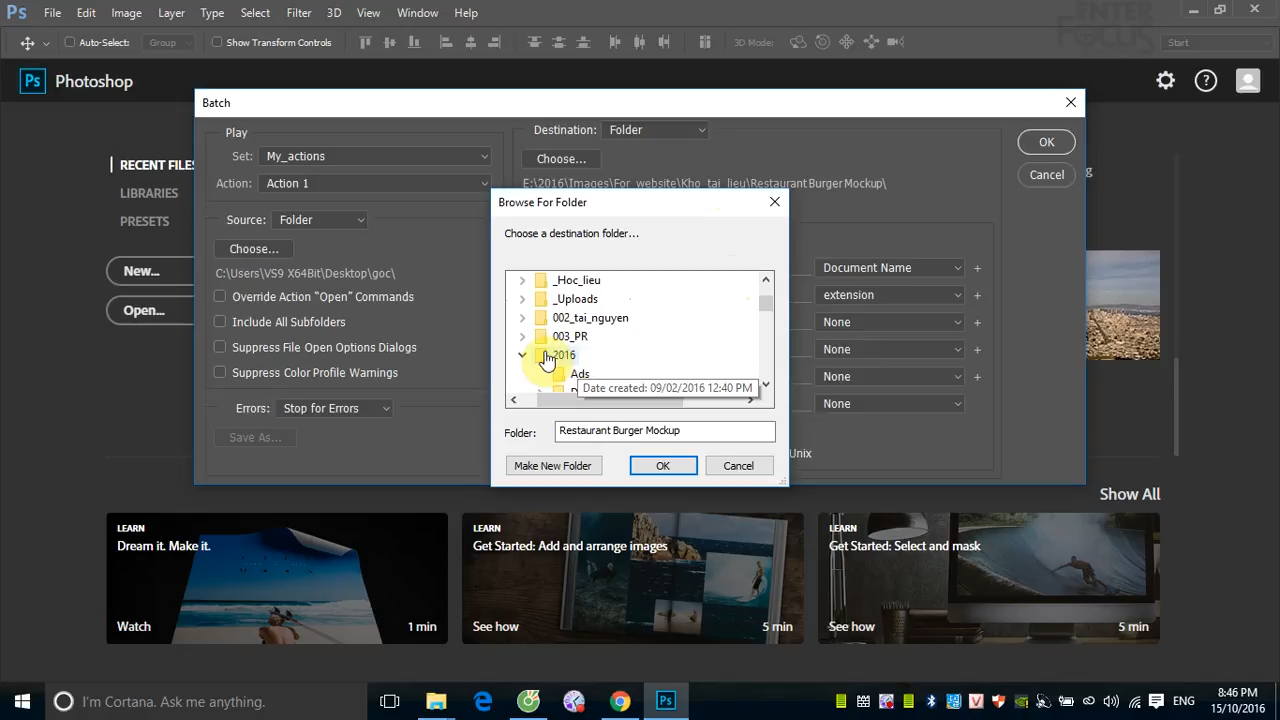 Ps File Edit Image Layer Type Select Filter 3D View Window Help
ENTER
FOCUS
Auto-Select: Group Show Transform Controls 3D Mode: Start
Ps Photoshop
Batch
Play
Set: My_actions
Action: Action 1
Source: Folder
Choose...
C:\Users\VS9 X64Bit\Desktop\goc\
Override Action “Open” Commands
Include All Subfolders
Suppress File Open Options Dialogs
Suppress Color Profile Warnings
Errors: Stop for Errors
Save As...
Destination: Folder
Choose...
E:\2016\Images\For_website\Kho_tai_lieu\Restaurant Burger Mockup\
Document Name +
extension +
None +
None +
None +
None
Unix
OK
Cancel
Browse For Folder
Choose a destination folder...
_Hoc_lieu
_Uploads
002_tai_nguyen
003_PR
2016
Ads
Date created: 09/02/2016 12:40 PM
Folder: Restaurant Burger Mockup
Make New Folder OK Cancel
RECENT FILES
LIBRARIES
PRESETS
New...
Open...
g
Show All
LEARN
Dream it. Make it.
Watch 1 min
LEARN
Get Started: Add and arrange images
See how 5 min
LEARN
Get Started: Select and mask
See how 5 min
I'm Cortana. Ask me anything.
Ps
ENG
8:46 PM
15/10/2016